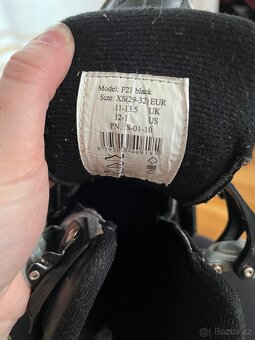 Model: F21 black
Size: XS(29-32) EUR
11-13.5 UK
12-1 US
PN.: S-01-10
Bazos.cz